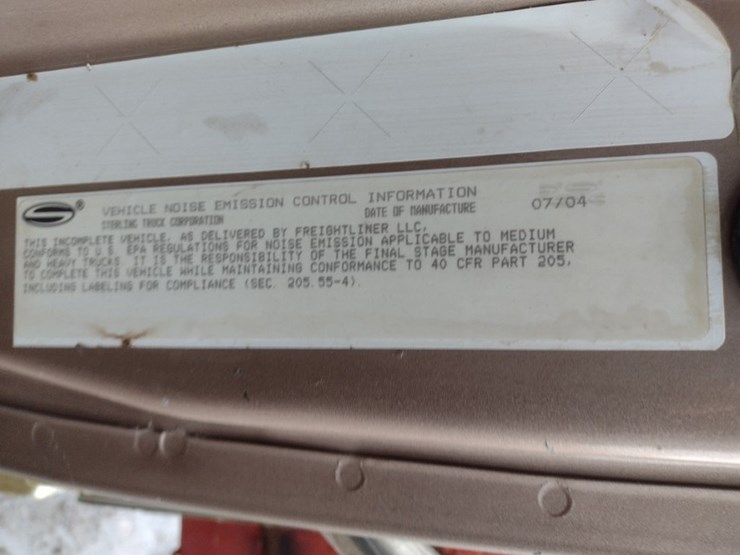 VEHICLE NOISE EMISSION CONTROL INFORMATION
STERLING TRUCK CORPORATION DATE OF MANUFACTURE 07/04
THIS INCOMPLETE VEHICLE, AS DELIVERED BY FREIGHTLINER LLC,
CONFORMS TO U.S. EPA REGULATIONS FOR NOISE EMISSION APPLICABLE TO MEDIUM
AND HEAVY TRUCKS. IT IS THE RESPONSIBILITY OF THE FINAL STAGE MANUFACTURER
TO COMPLETE THIS VEHICLE WHILE MAINTAINING CONFORMANCE TO 40 CFR PART 205,
INCLUDING LABELING FOR COMPLIANCE (SEC. 205.55-4).